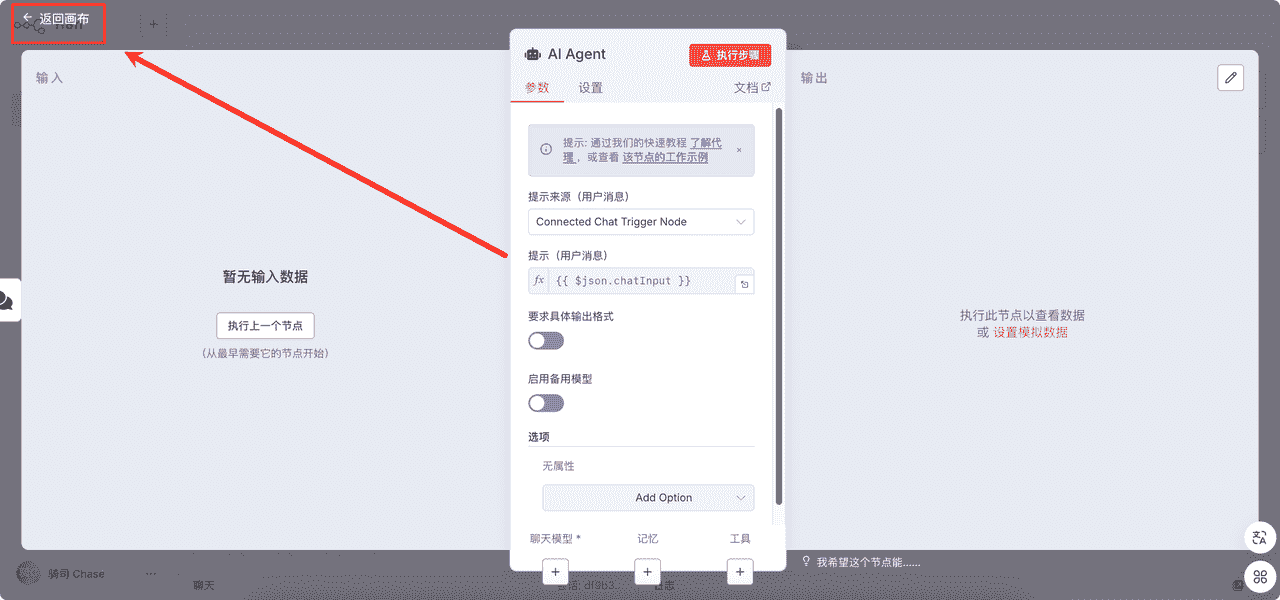 返回画布
输入
AI Agent
执行步骤
参数
设置
文档
输出
提示: 通过我们的快速教程 了解代
理 ，或查看 该节点的工作示例
提示来源（用户消息）
Connected Chat Trigger Node
提示（用户消息）
fx {{ $json.chatInput }}
要求具体输出格式
启用备用模型
选项
无属性
Add Option
聊天模型 *
记忆
工具
暂无输入数据
执行上一个节点
（从最早需要它的节点开始）
执行此节点以查看数据
或 设置模拟数据
我希望这个节点能......
骑司 Chase
聊天